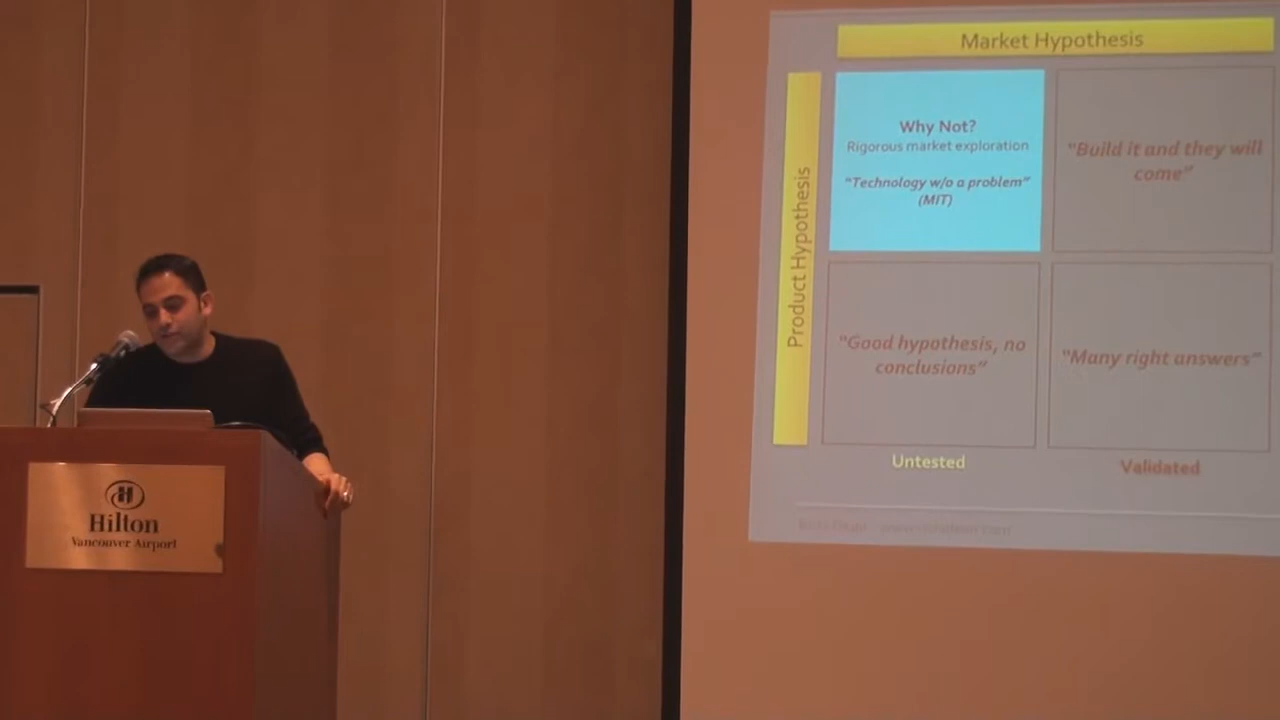 Market Hypothesis
Product Hypothesis
Why Not?
Rigorous market exploration
"Technology w/o a problem"
(MIT)
"Build it and they will
come"
"Good hypothesis, no
conclusions"
"Many right answers"
Untested
Validated
Hilton
Vancouver Airport